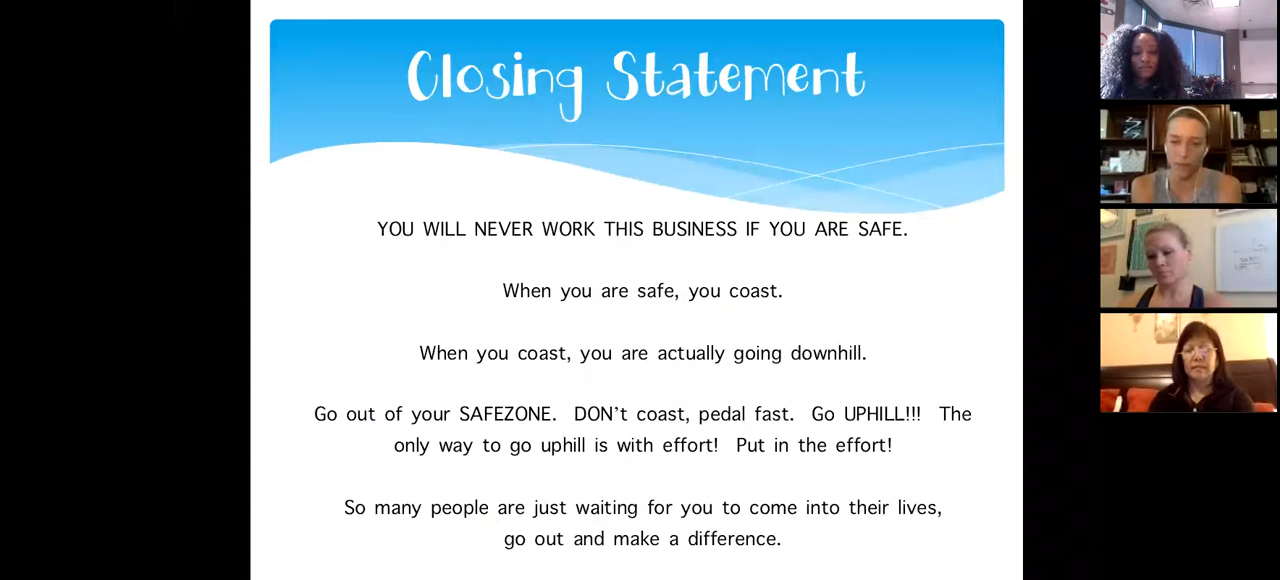 Closing Statement
YOU WILL NEVER WORK THIS BUSINESS IF YOU ARE SAFE.
When you are safe, you coast.
When you coast, you are actually going downhill.
Go out of your SAFEZONE. DON't coast, pedal fast. Go UPHILL!!! The
only way to go uphill is with effort! Put in the effort!
So many people are just waiting for you to come into their lives,
go out and make a difference.